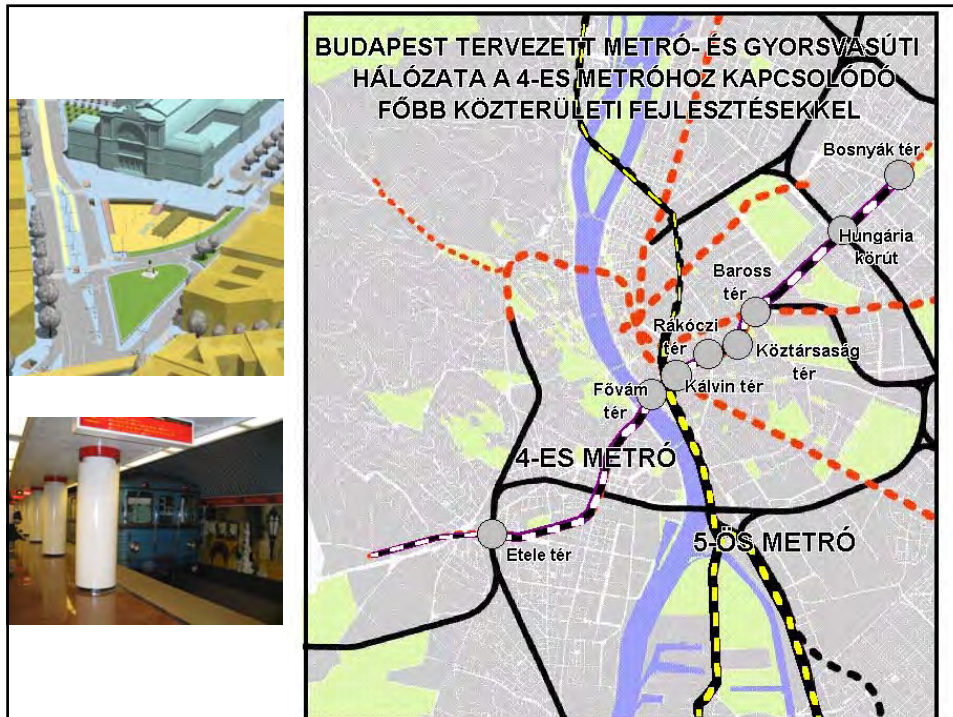 BUDAPEST TERVEZETT METRÓ- ÉS GYORSVASÚTI
HÁLÓZATA A 4-ES METRÓHOZ KAPCSOLÓDÓ
FŐBB KÖZTERÜLETI FEJLESZTÉSEKKEL
Bosnyák tér
Hungária
körút
Baross
tér
Rákóczi
tér
Köztársaság
tér
Kálvin tér
Fővám
tér
4-ES METRÓ
Etele tér
5-ÖS METRÓ